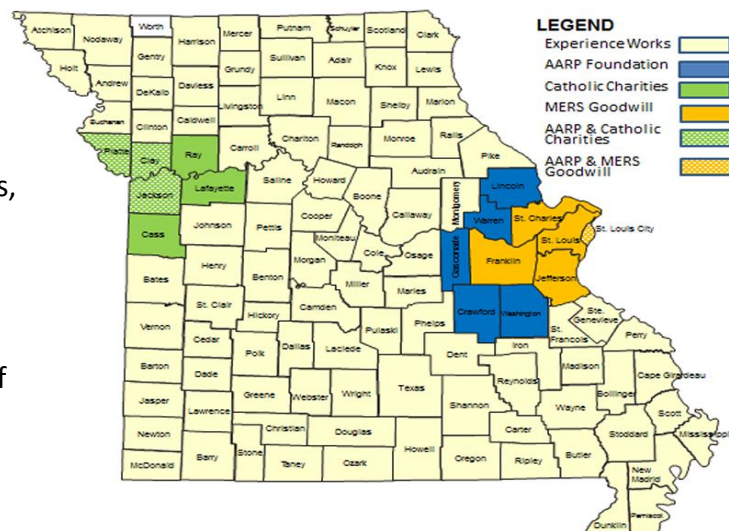 LEGEND
Experience Works
AARP Foundation
Catholic Charities
MERS Goodwill
AARP & Catholic
Charities
AARP & MERS
Goodwill
s,
f
Atchison
Nodaway
Worth
Harrison
Mercer
Putnam
Schuyler
Scotland
Clark
Holt
Gentry
Sullivan
Adair
Knox
Lewis
Andrew
DeKalb
Daviess
Grundy
Linn
Macon
Shelby
Marion
Buchanan
Clinton
Caldwell
Livingston
Chariton
Randolph
Monroe
Ralls
Platte
Clay
Ray
Carroll
Pike
Audrain
Jackson
Lafayette
Saline
Howard
Boone
Callaway
Montgomery
Lincoln
Warren
St. Charles
St. Louis
St. Louis City
Cass
Johnson
Pettis
Cooper
Moniteau
Cole
Osage
Gasconade
Franklin
Jefferson
Bates
Henry
Benton
Morgan
Miller
Maries
Crawford
Washington
Ste.
Genevieve
St.
Francois
Perry
Vernon
St. Clair
Hickory
Camden
Pulaski
Phelps
Dent
Iron
Madison
Bollinger
Cape Girardeau
Barton
Cedar
Polk
Dallas
Laclede
Texas
Reynolds
Wayne
Scott
Mississippi
Jasper
Dade
Greene
Webster
Wright
Shannon
Carter
Stoddard
Newton
Lawrence
Christian
Douglas
Howell
Oregon
Ripley
Butler
New
Madrid
McDonald
Barry
Stone
Taney
Ozark
Dunklin
Pemiscot